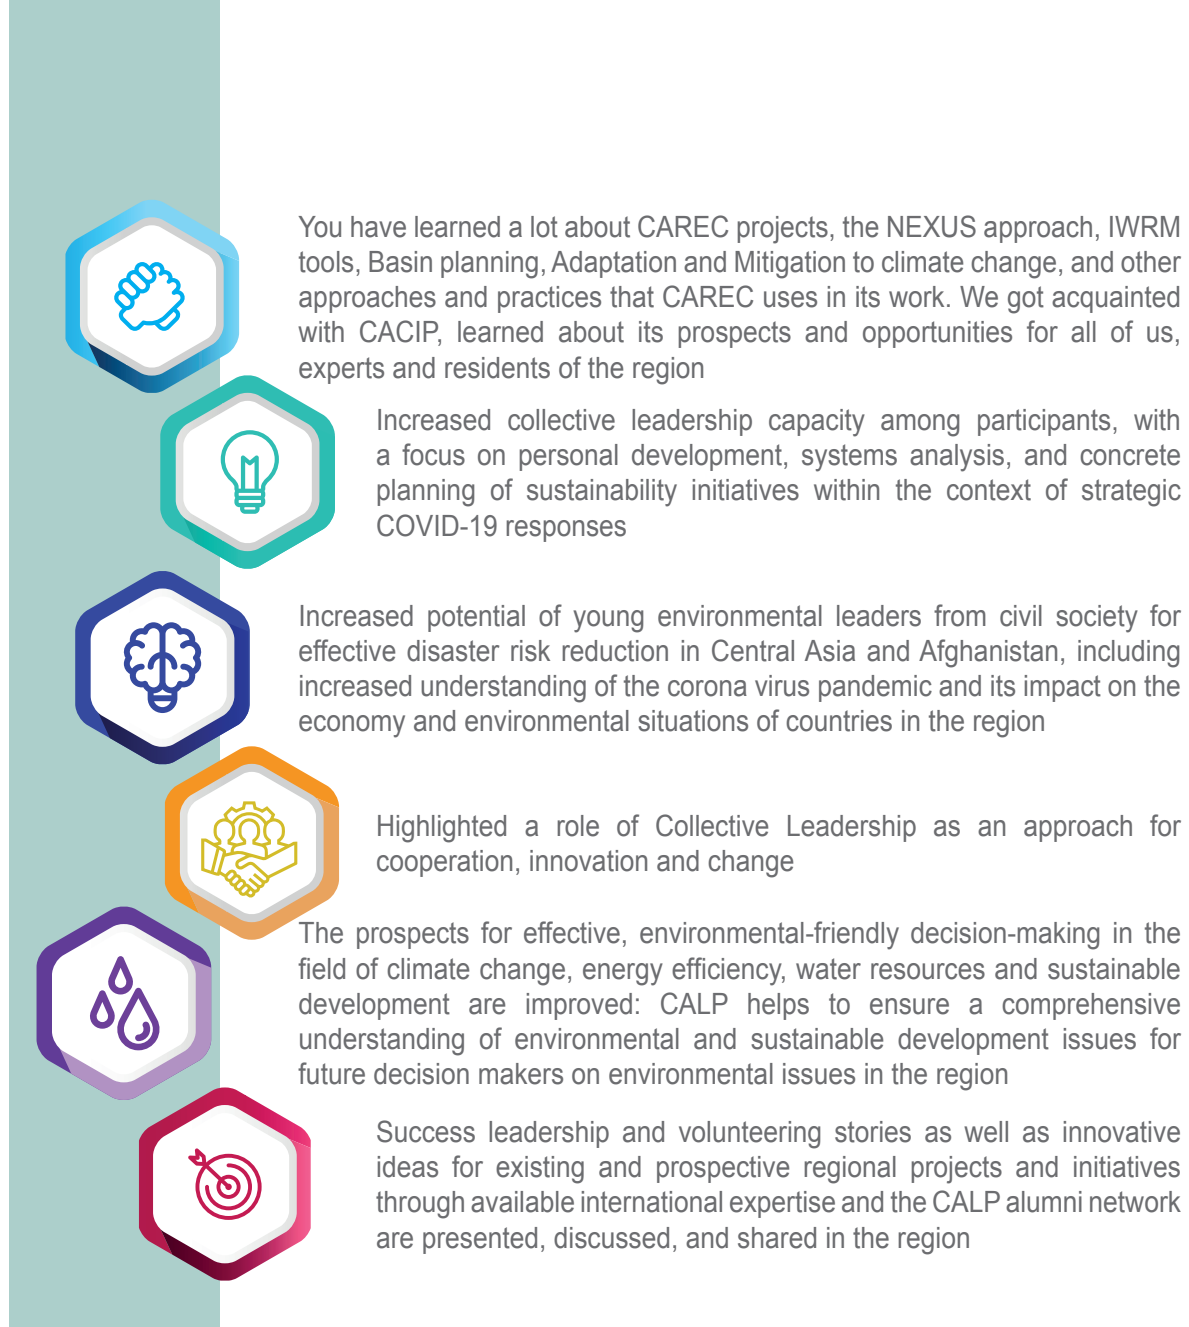 You have learned a lot about CAREC projects, the NEXUS approach, IWRM
tools, Basin planning, Adaptation and Mitigation to climate change, and other
approaches and practices that CAREC uses in its work. We got acquainted
with CACIP, learned about its prospects and opportunities for all of us,
experts and residents of the region
Increased collective leadership capacity among participants, with
a focus on personal development, systems analysis, and concrete
planning of sustainability initiatives within the context of strategic
COVID-19 responses
Increased potential of young environmental leaders from civil society for
effective disaster risk reduction in Central Asia and Afghanistan, including
increased understanding of the corona virus pandemic and its impact on the
economy and environmental situations of countries in the region
Highlighted a role of Collective Leadership as an approach for
cooperation, innovation and change
The prospects for effective, environmental-friendly decision-making in the
field of climate change, energy efficiency, water resources and sustainable
development are improved: CALP helps to ensure a comprehensive
understanding of environmental and sustainable development issues for
future decision makers on environmental issues in the region
Success leadership and volunteering stories as well as innovative
ideas for existing and prospective regional projects and initiatives
through available international expertise and the CALP alumni network
are presented, discussed, and shared in the region